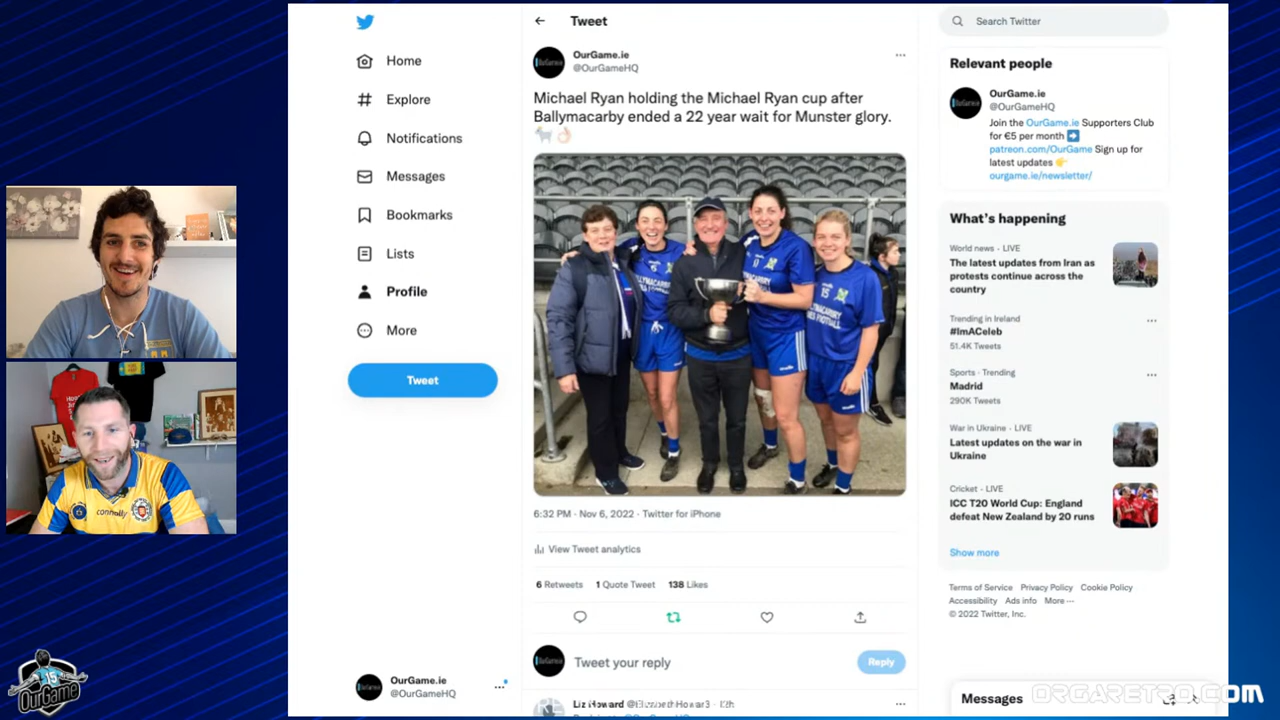 Home
Explore
Notifications
Messages
Bookmarks
Lists
Profile
More
Tweet
OurGame.ie
@OurGameHQ
Tweet
OurGame.ie
@OurGameHQ
Michael Ryan holding the Michael Ryan cup after
Ballymacarby ended a 22 year wait for Munster glory.
6:32 PM · Nov 6, 2022 · Twitter for iPhone
View Tweet analytics
6 Retweets 1 Quote Tweet 138 Likes
Tweet your reply
Reply
Liz Howard
Search Twitter
Relevant people
OurGame.ie
@OurGameHQ
Join the OurGame.ie Supporters Club
for €5 per month
patreon.com/OurGame Sign up for
latest updates
ourgame.ie/newsletter/
What's happening
World news · LIVE
The latest updates from Iran as
protests continue across the
country
Trending in Ireland
#ImACeleb
51.4K Tweets
Sports · Trending
Madrid
290K Tweets
War in Ukraine · LIVE
Latest updates on the war in
Ukraine
Cricket · LIVE
ICC T20 World Cup: England
defeat New Zealand by 20 runs
Show more
Terms of Service Privacy Policy Cookie Policy
Accessibility Ads info More ···
© 2022 Twitter, Inc.
Messages
ORGARETRO.COM
connolly
15
OurGame